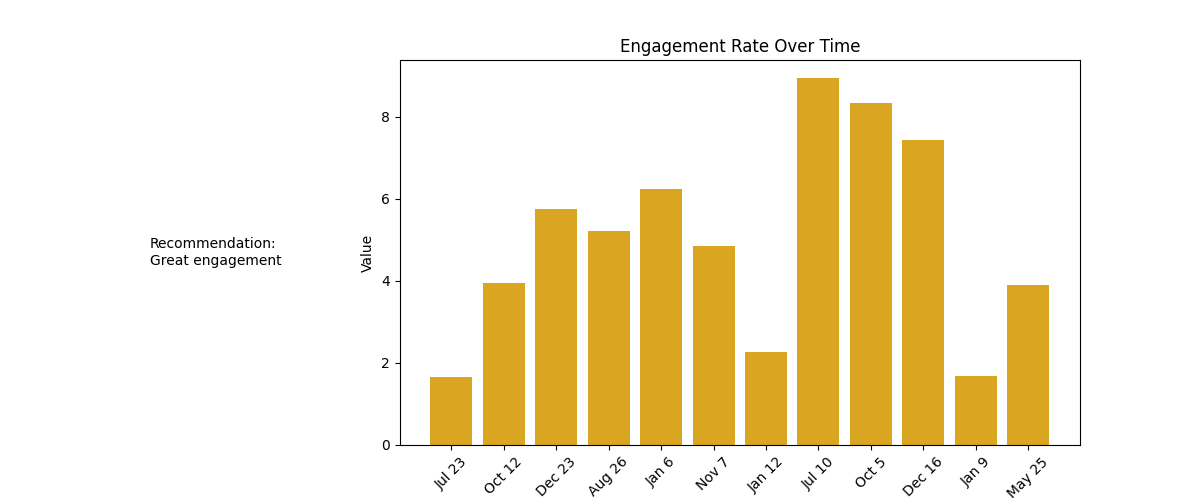 Engagement Rate Over Time
Recommendation:
Great engagement
Value
8
6
4
2
0
Jul 23
Oct 12
Dec 23
Aug 26
Jan 6
Nov 7
Jan 12
Jul 10
Oct 5
Dec 16
Jan 9
May 25